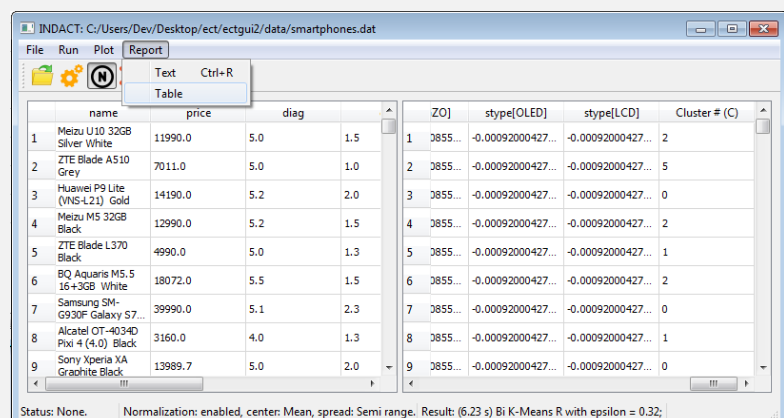 INDACT: C:/Users/Dev/Desktop/ect/ectgui2/data/smartphones.dat
File Run Plot Report
N
Text Ctrl+R
Table
name price diag
ZO] stype[OLED] stype[LCD] Cluster # (C)
1 Meizu U10 32GB Silver White 11990.0 5.0 1.5
1 0855... -0.00092000427... -0.00092000427... 2
2 ZTE Blade A510 Grey 7011.0 5.0 1.0
2 0855... -0.00092000427... -0.00092000427... 5
3 Huawei P9 Lite (VNS-L21) Gold 14190.0 5.2 2.0
3 0855... -0.00092000427... -0.00092000427... 0
4 Meizu M5 32GB Black 12990.0 5.2 1.5
4 0855... -0.00092000427... -0.00092000427... 2
5 ZTE Blade L370 Black 4990.0 5.0 1.3
5 0855... -0.00092000427... -0.00092000427... 1
6 BQ Aquaris M5.5 16+3GB White 18072.0 5.5 1.5
6 0855... -0.00092000427... -0.00092000427... 2
7 Samsung SM-G930F Galaxy S7... 39990.0 5.1 2.3
7 0855... -0.00092000427... -0.00092000427... 0
8 Alcatel OT-4034D Pixi 4 (4.0) Black 3160.0 4.0 1.3
8 0855... -0.00092000427... -0.00092000427... 1
9 Sony Xperia XA Graphite Black 13989.7 5.0 2.0
9 0855... -0.00092000427... -0.00092000427... 0
Status: None. Normalization: enabled, center: Mean, spread: Semi range. Result: (6.23 s) Bi K-Means R with epsilon = 0.32;